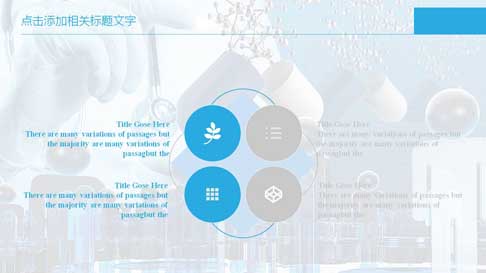 点击添加相关标题文字
Title Gose Here
There are many variations of passages but
the majority are many variations of
passagbut the
Title Gose Here
There are many variations of passages but
the majority are many variations of
passagbut the
Title Gose Here
There are many variations of passages but
the majority are many variations of
passagbut the
Title Gose Here
There are many variations of passages but
the majority are many variations of
passagbut the